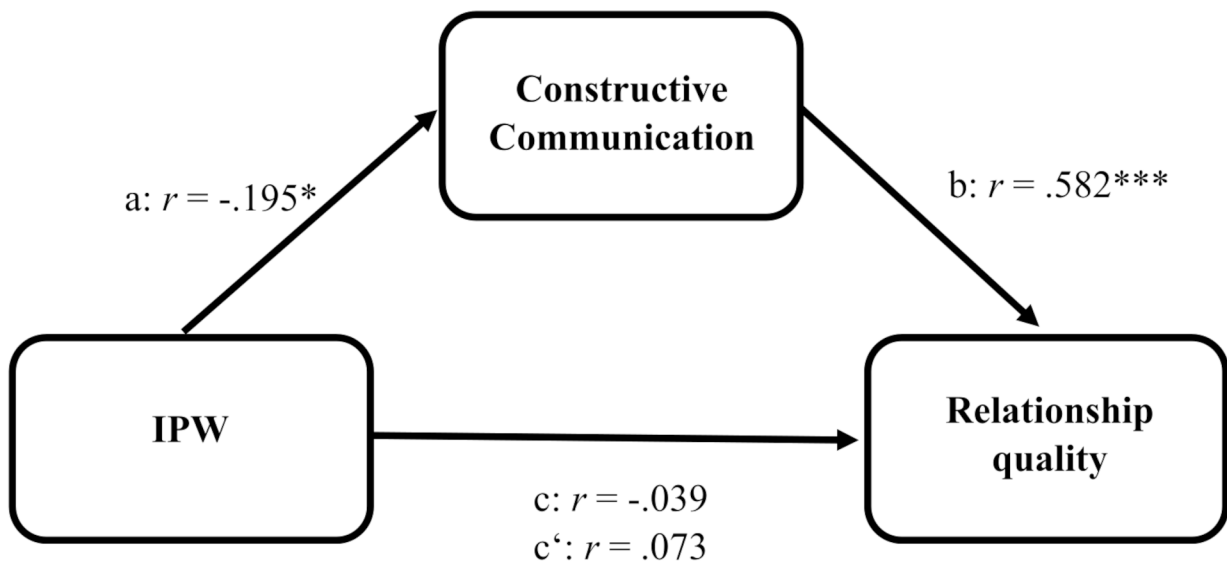 Constructive
Communication
a: r = -.195*
b: r = .582***
IPW
Relationship
quality
c: r = -.039
c‘: r = .073